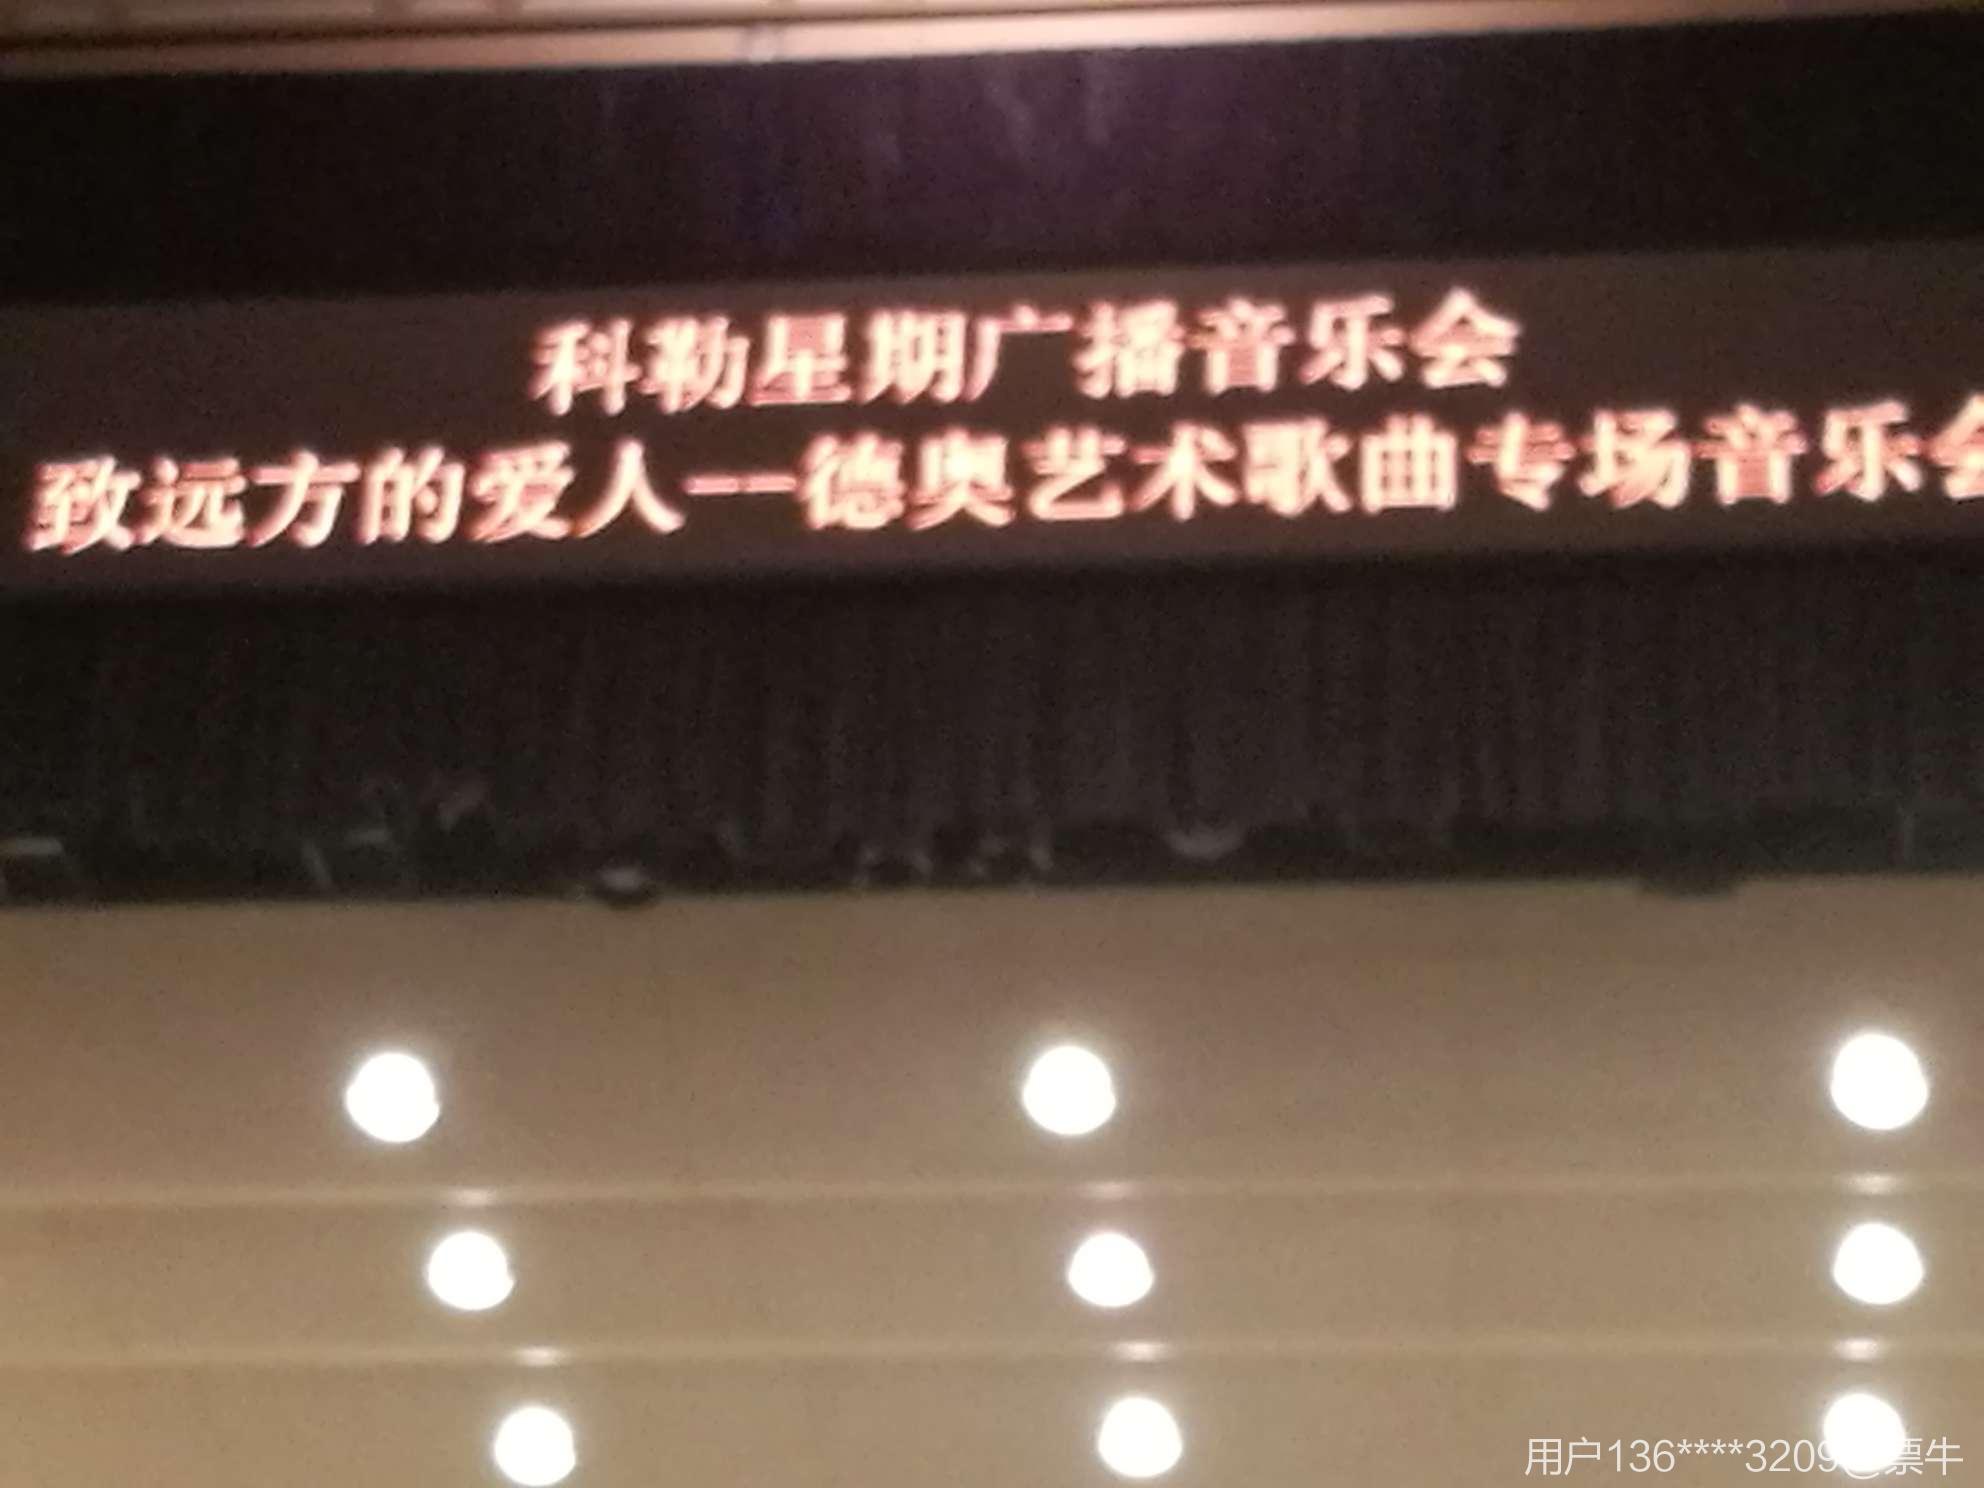 科勒星期广播音乐会
致远方的爱人--德奥艺术歌曲专场音乐会
用户136****3209@票牛